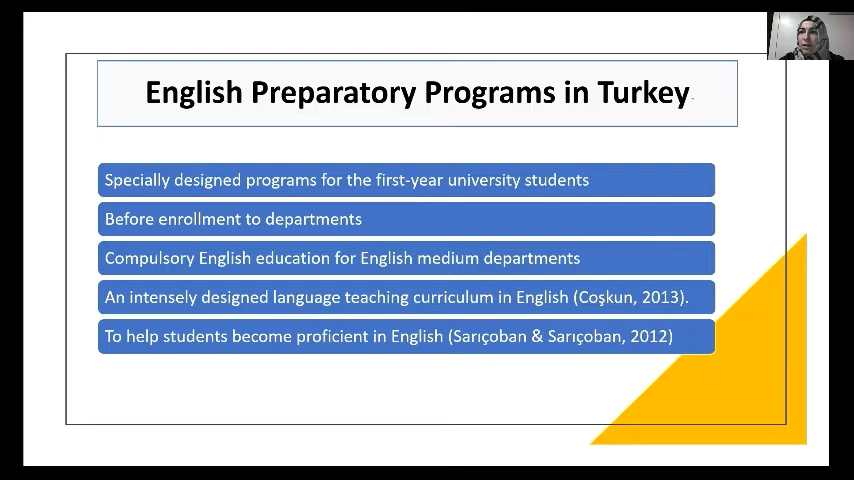 English Preparatory Programs in Turkey
Specially designed programs for the first-year university students
Before enrollment to departments
Compulsory English education for English medium departments
An intensely designed language teaching curriculum in English (Coşkun, 2013).
To help students become proficient in English (Sarıçoban & Sarıçoban, 2012)